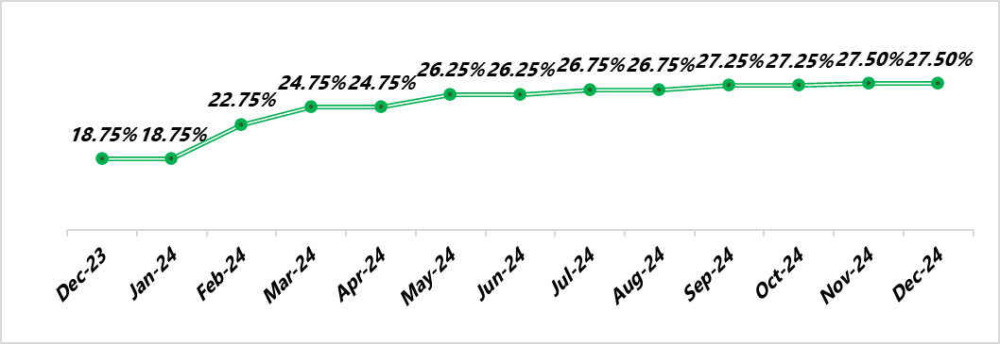 18.75% 18.75% 22.75% 24.75% 24.75% 26.25% 26.25% 26.75% 26.75% 27.25% 27.25% 27.50% 27.50%
Dec-23 Jan-24 Feb-24 Mar-24 Apr-24 May-24 Jun-24 Jul-24 Aug-24 Sep-24 Oct-24 Nov-24 Dec-24